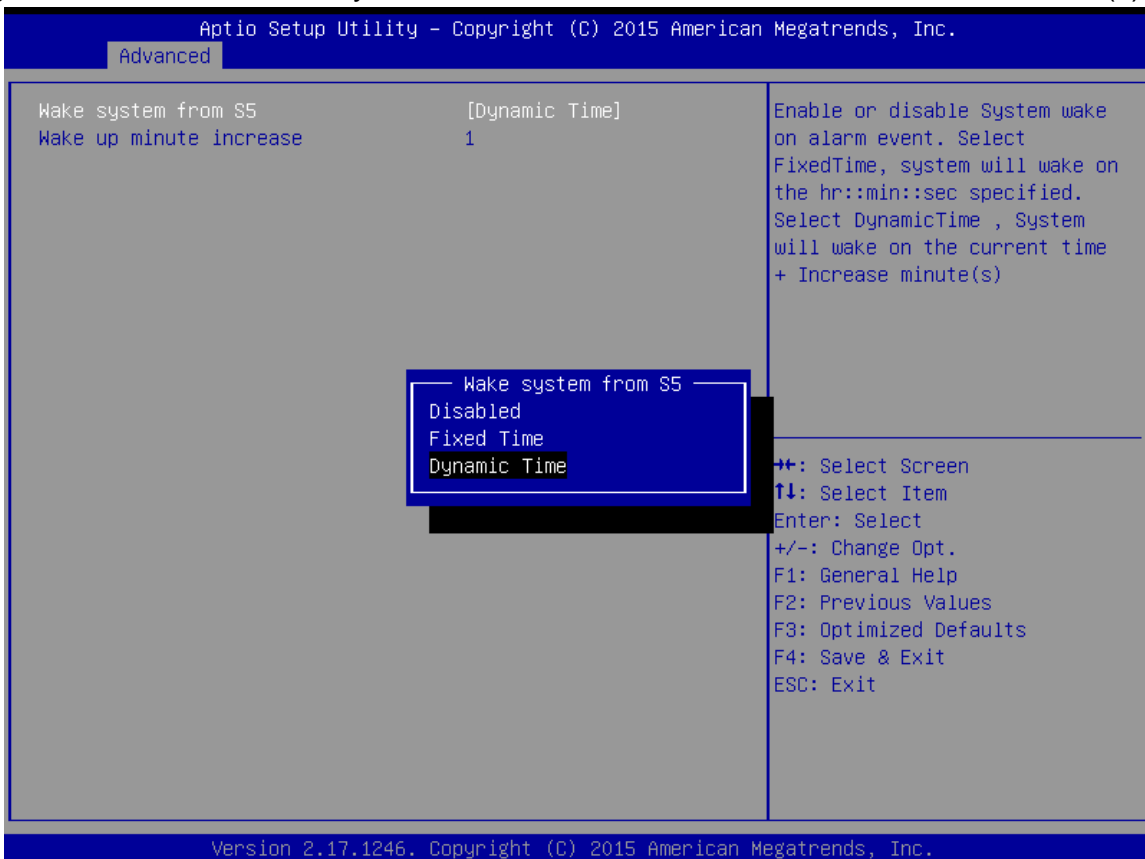 Aptio Setup Utility – Copyright (C) 2015 American Megatrends, Inc.
Advanced
Wake system from S5 [Dynamic Time]
Wake up minute increase 1
Enable or disable System wake
on alarm event. Select
FixedTime, system will wake on
the hr::min::sec specified.
Select DynamicTime , System
will wake on the current time
+ Increase minute(s)
Wake system from S5
Disabled
Fixed Time
Dynamic Time
→←: Select Screen
↑↓: Select Item
Enter: Select
+/-: Change Opt.
F1: General Help
F2: Previous Values
F3: Optimized Defaults
F4: Save & Exit
ESC: Exit
Version 2.17.1246. Copyright (C) 2015 American Megatrends, Inc.